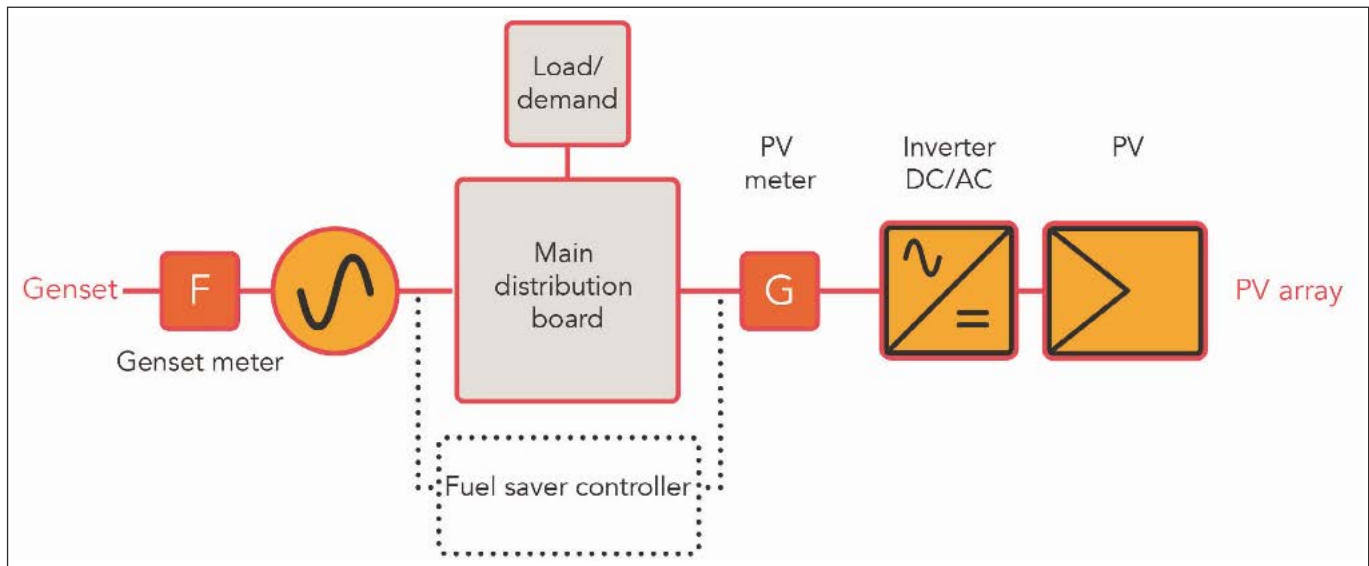 Load/
demand
PV
meter
Inverter
DC/AC
PV
Genset
F
Main
distribution
board
G
PV array
Genset meter
Fuel saver controller